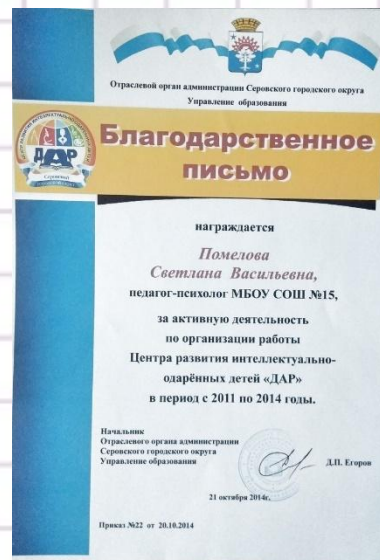 Отраслевой орган администрации Серовского городского округа
Управление образования
ДАР
Благодарственное
письмо
награждается
Помелова
Светлана Васильевна,
педагог-психолог МБОУ СОШ №15,
за активную деятельность
по организации работы
Центра развития интеллектуально-
одарённых детей «ДАР»
в период с 2011 по 2014 годы.
Начальник
Отраслевого органа администрации
Серовского городского округа
Управление образования
Д.П. Егоров
21 октября 2014г.
Приказ №22 от 20.10.2014